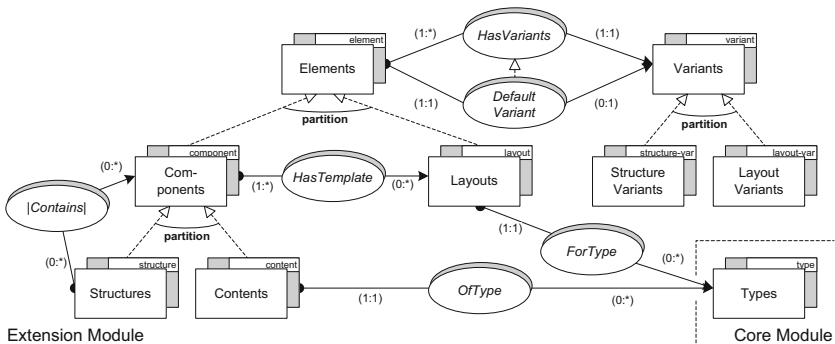 element
Elements
(1:*)
HasVariants
(1:1)
variant
Variants
(1:1)
Default
Variant
(0:1)
partition
partition
component
Com-
ponents
(0:*)
(1:*)
HasTemplate
(0:*)
layout
Layouts
structure-var
Structure
Variants
layout-var
Layout
Variants
|Contains|
partition
(1:1)
ForType
(0:*)
(0:*)
structure
Structures
content
Contents
(1:1)
OfType
(0:*)
type
Types
Extension Module
Core Module